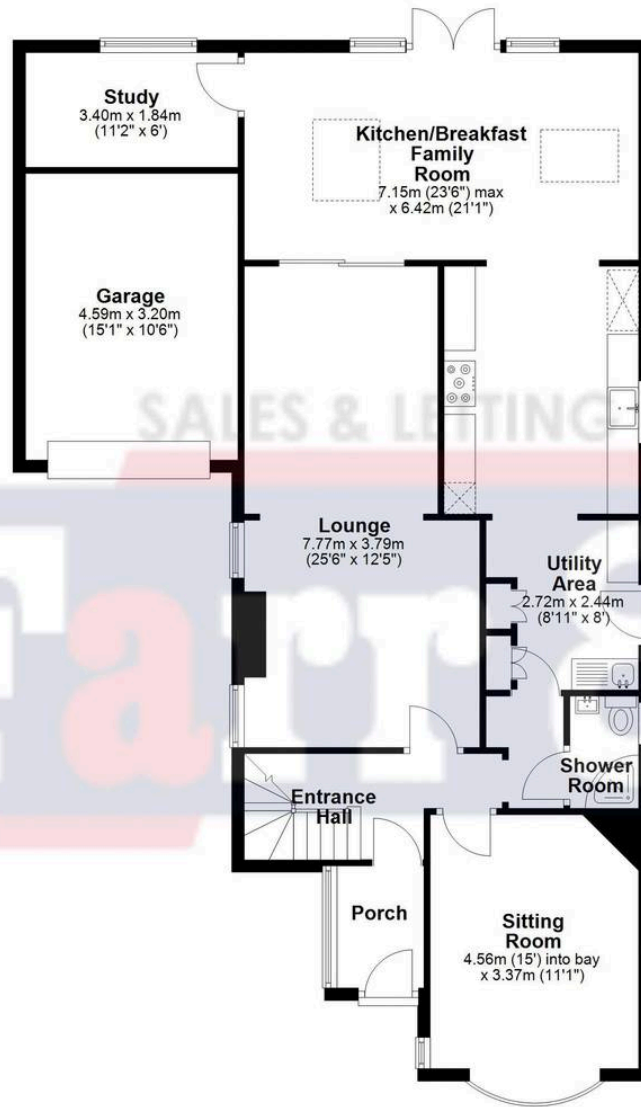 Study
3.40m x 1.84m
(11'2" x 6')
Kitchen/Breakfast
Family
Room
7.15m (23'6") max
x 6.42m (21'1")
Garage
4.59m x 3.20m
(15'1" x 10'6")
SALES & LETTING
Lounge
7.77m x 3.79m
(25'6" x 12'5")
Utility
Area
2.72m x 2.44m
(8'11" x 8')
Farr&
Shower
Room
Entrance
Hall
Porch
Sitting
Room
4.56m (15') into bay
x 3.37m (11'1")